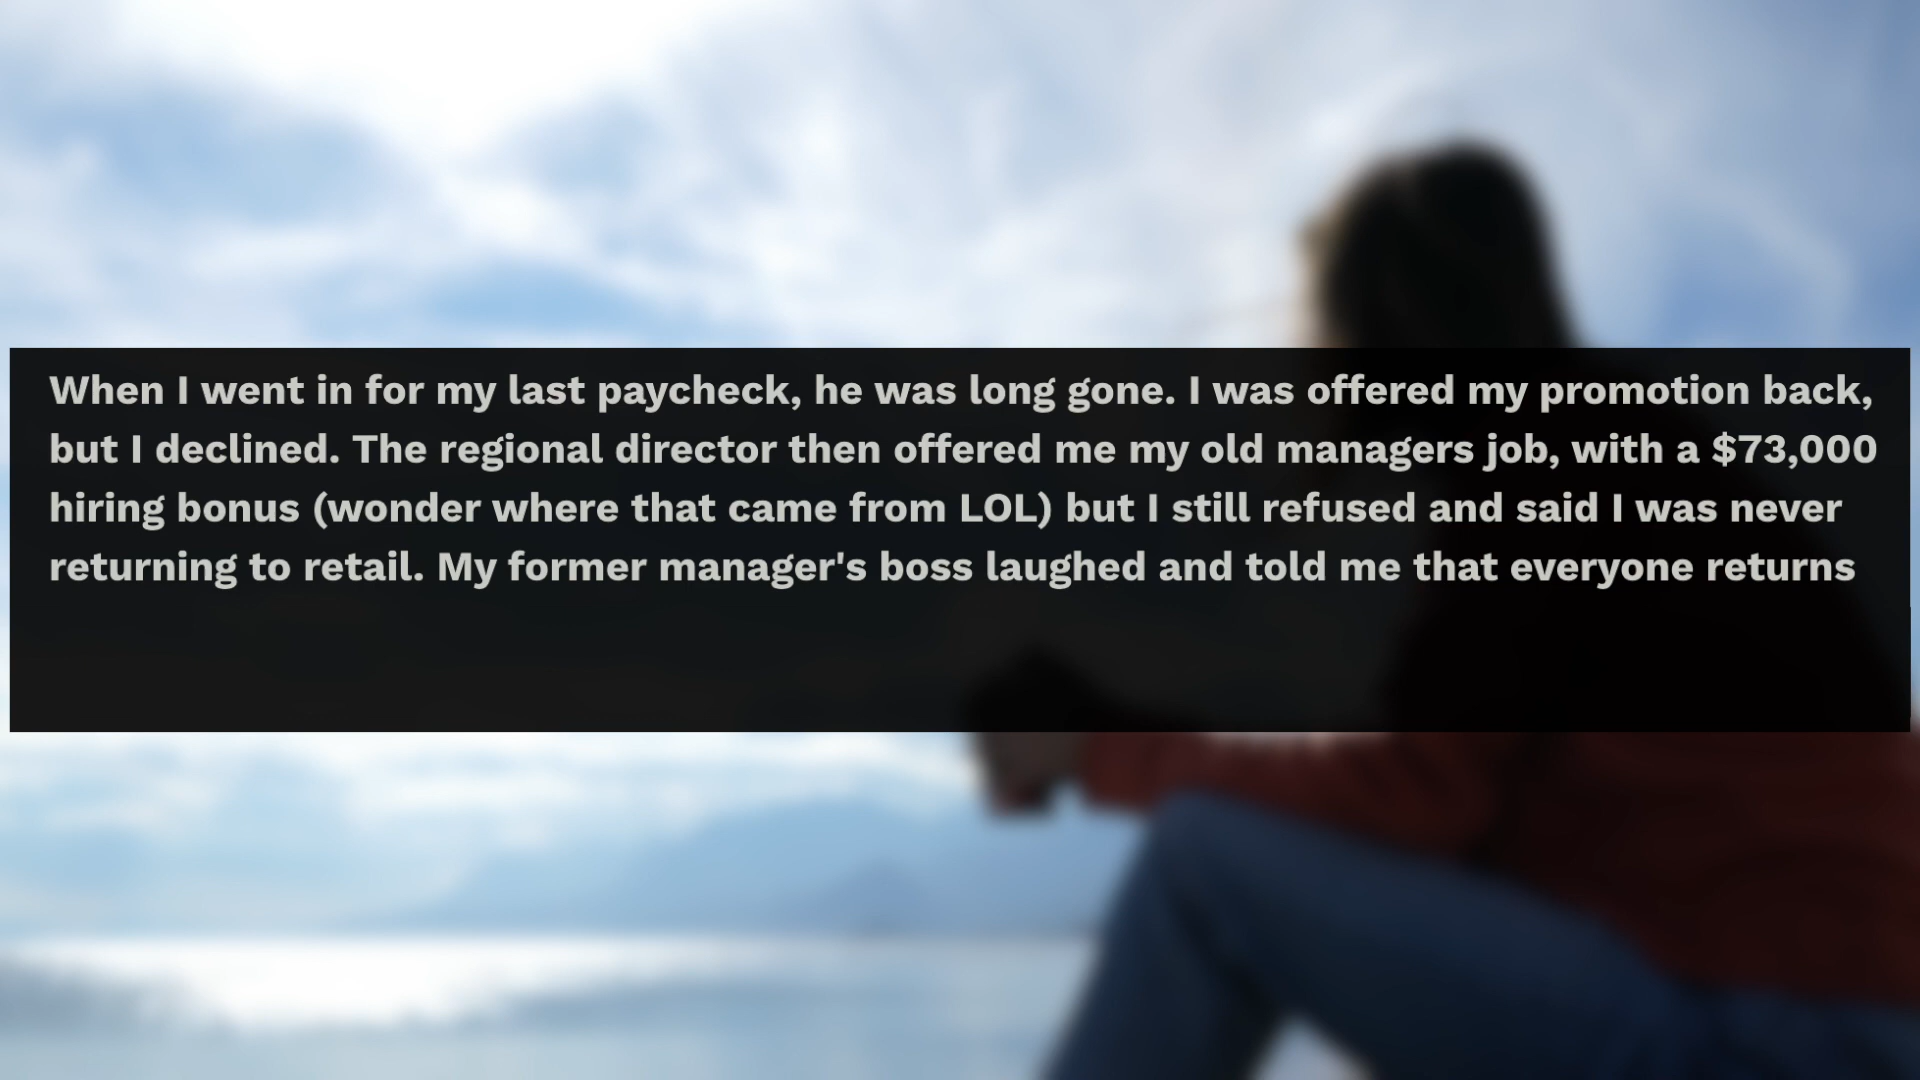 When I went in for my last paycheck, he was long gone. I was offered my promotion back,
but I declined. The regional director then offered me my old managers job, with a $73,000
hiring bonus (wonder where that came from LOL) but I still refused and said I was never
returning to retail. My former manager's boss laughed and told me that everyone returns